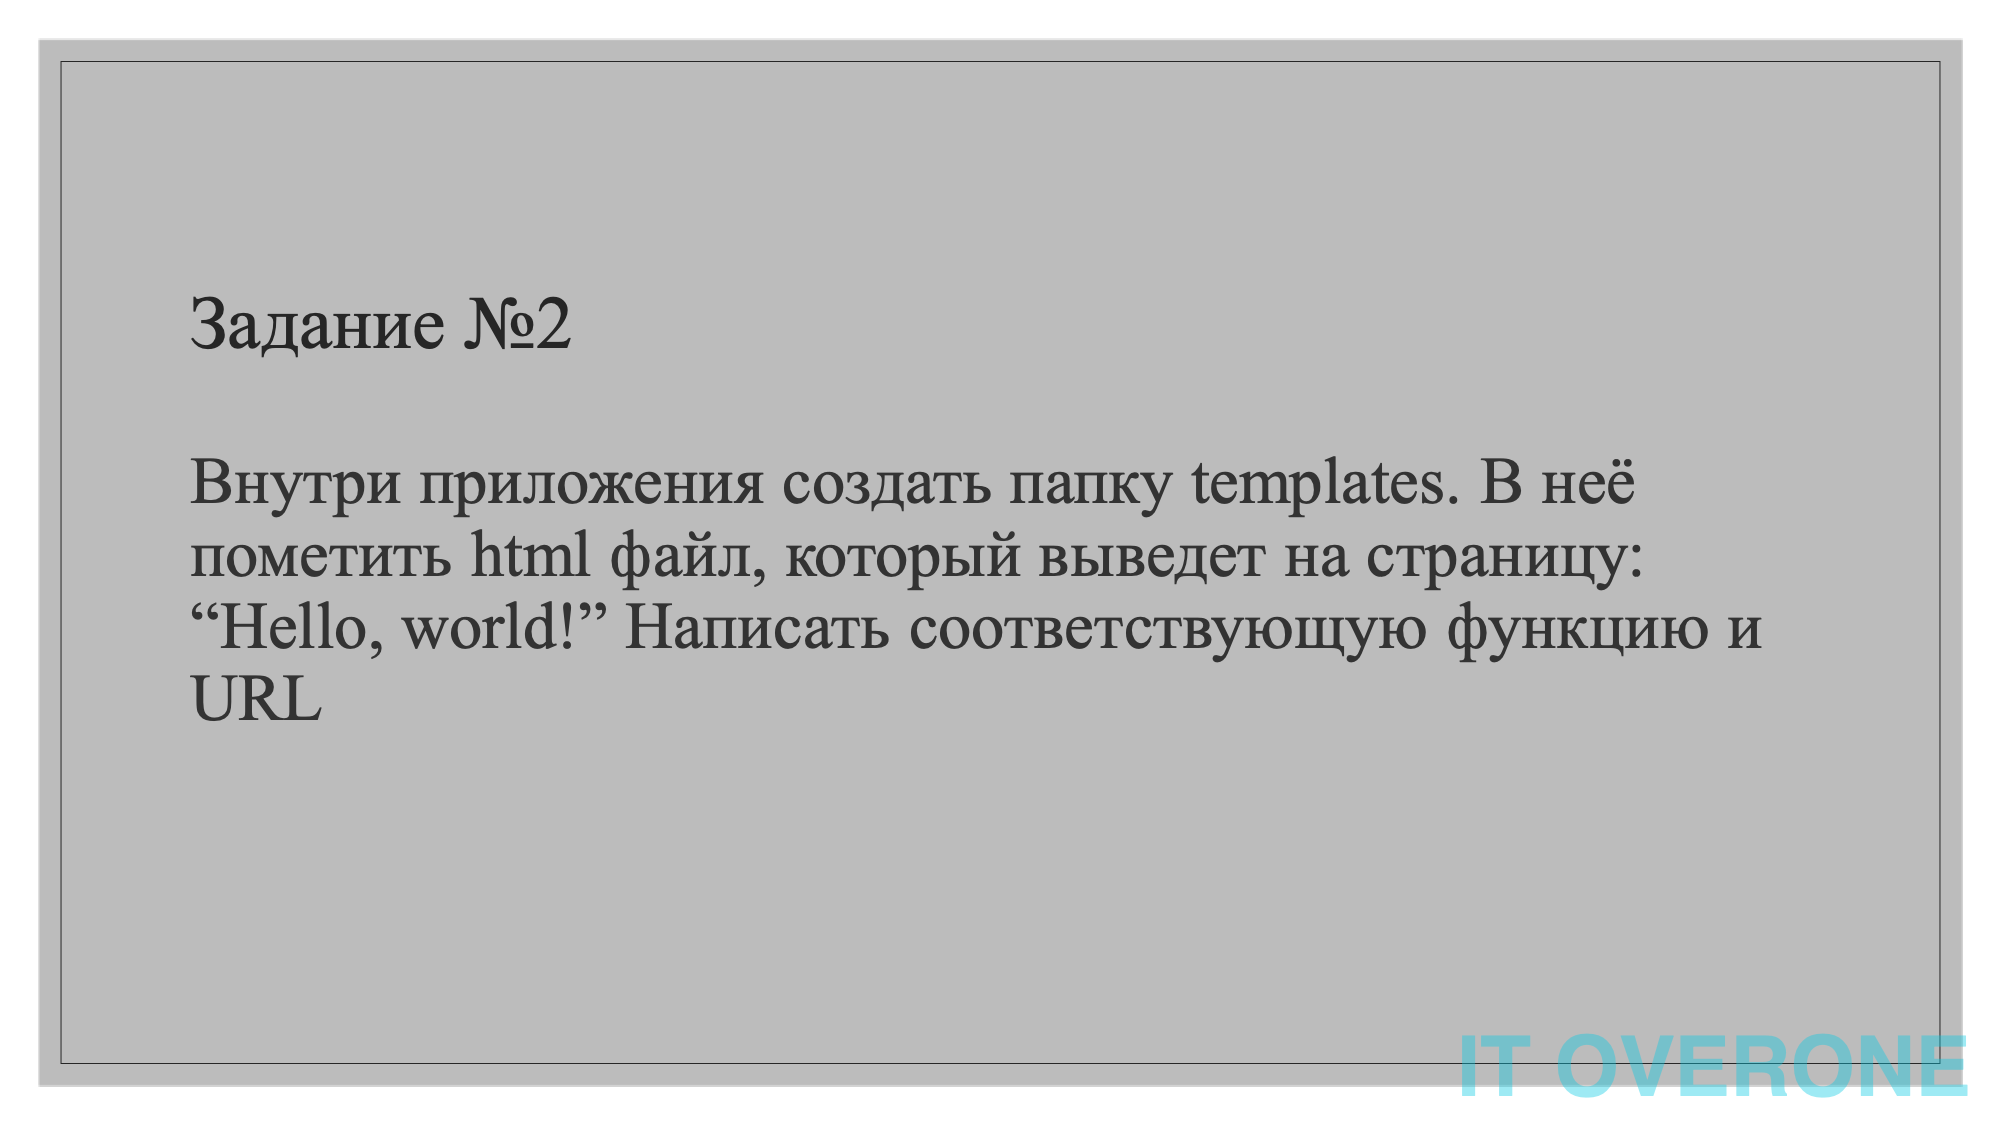 Задание №2
Внутри приложения создать папку templates. В неё
пометить html файл, который выведет на страницу:
“Hello, world!” Написать соответствующую функцию и
URL
IT OVERONE